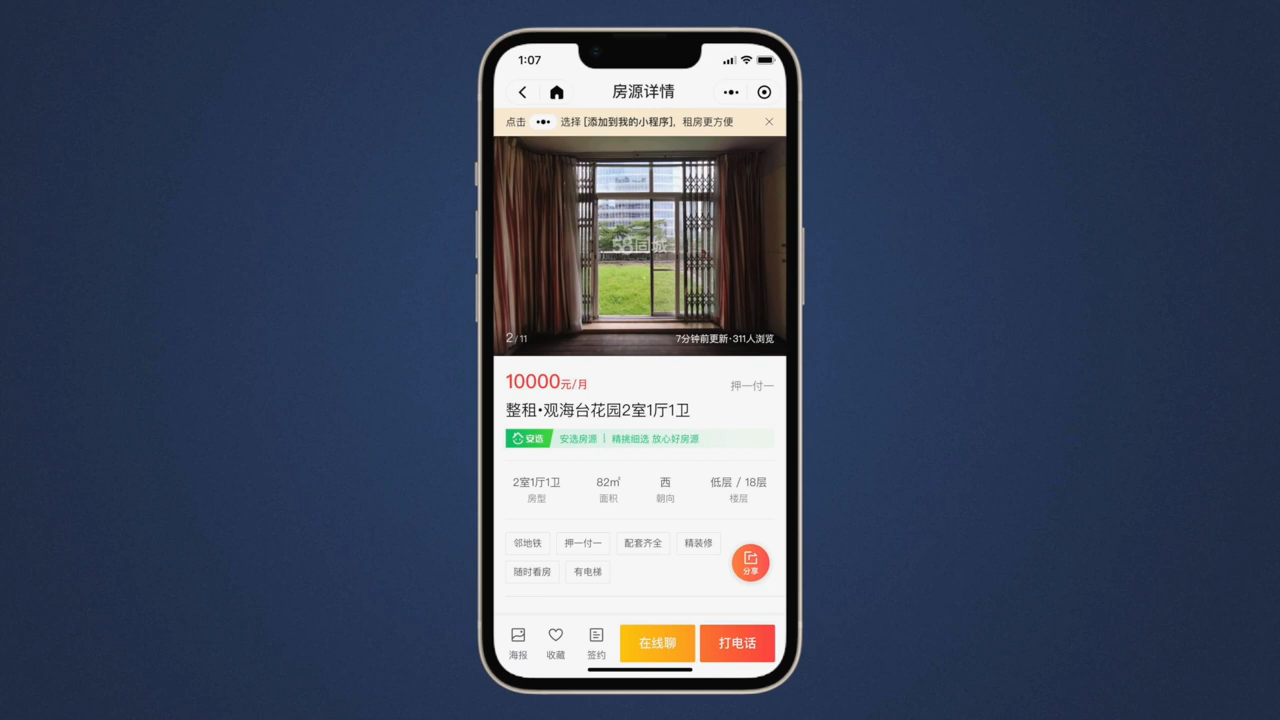 1:07
房源详情
点击 ••• 选择 [添加到我的小程序]，租房更方便
58同城
2/11
7分钟前更新·311人浏览
10000元/月
押一付一
整租•观海台花园2室1厅1卫
安选 安选房源 | 精挑细选 放心好房源
2室1厅1卫 82㎡ 西 低层 / 18层
房型 面积 朝向 楼层
邻地铁 押一付一 配套齐全 精装修
随时看房 有电梯
分享
海报 收藏 签约 在线聊 打电话